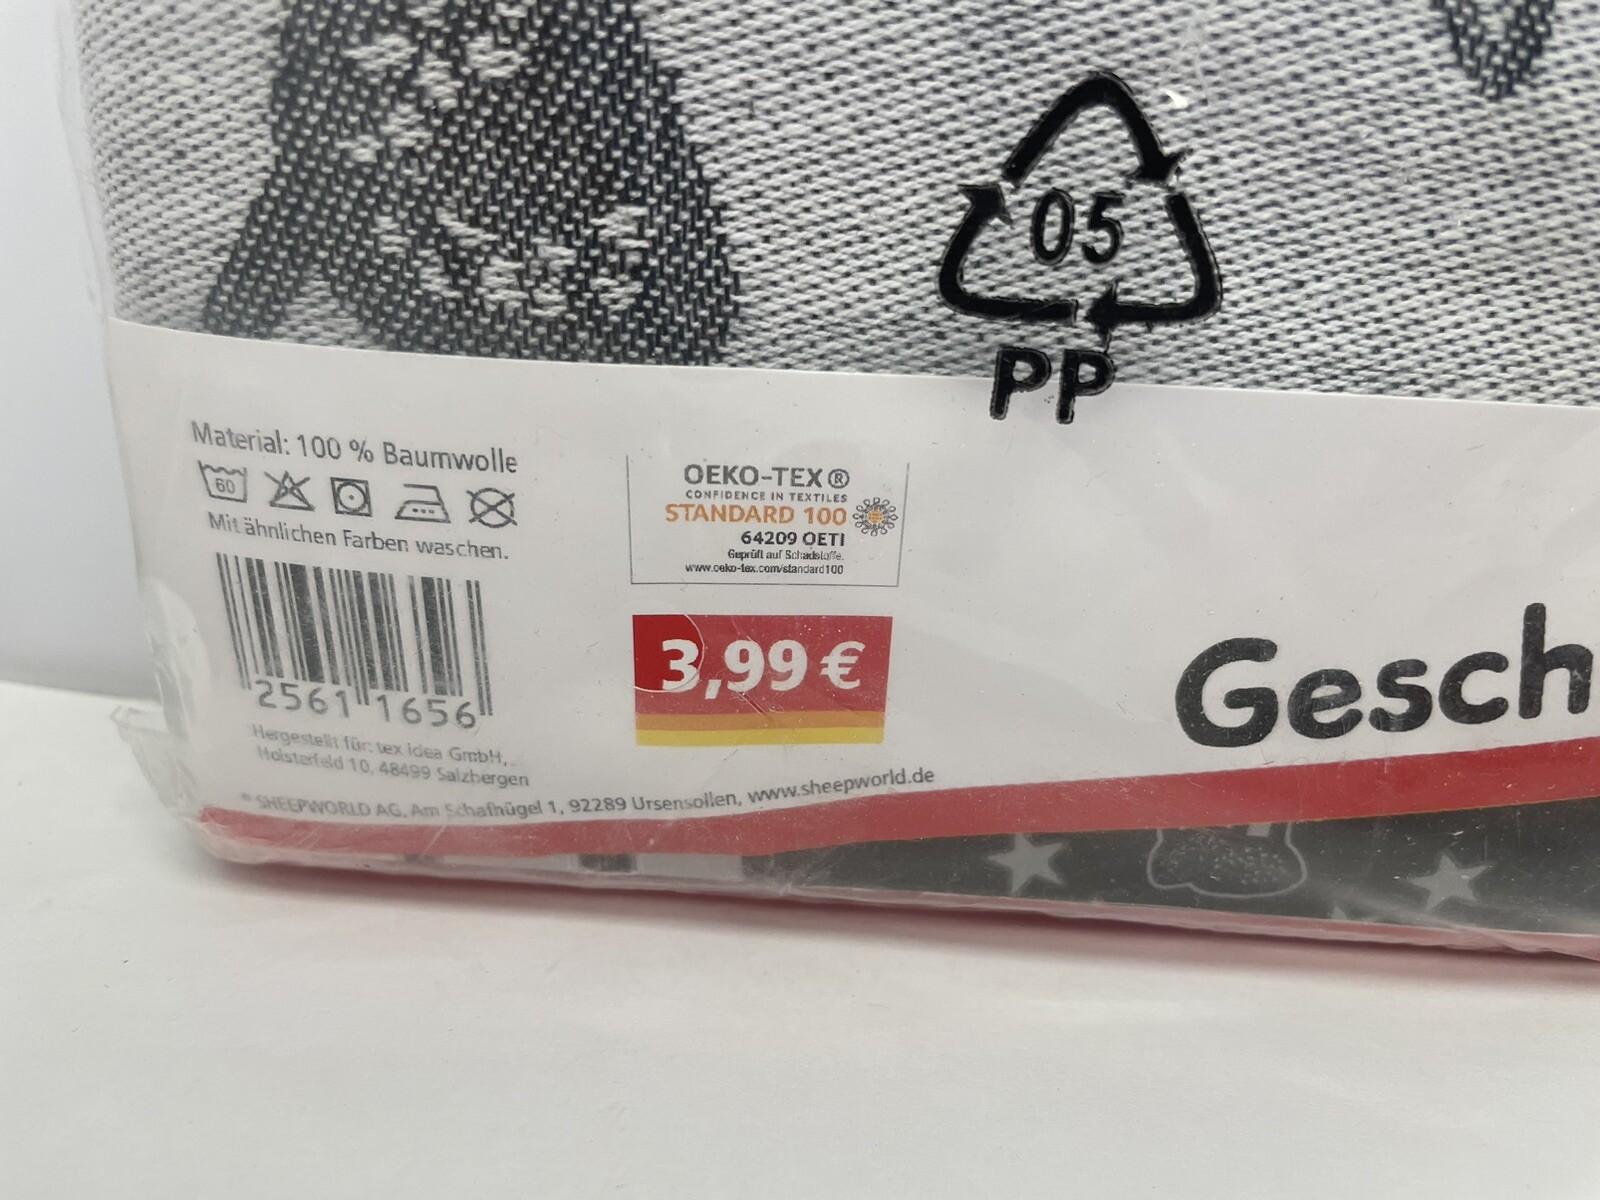 05
PP
Material: 100 % Baumwolle
60
Mit ähnlichen Farben waschen.
2561 1656
Hergestellt für: tex idea GmbH,
Holsterfeld 10, 48499 Salzbergen
© SHEEPWORLD AG, Am Schafhügel 1, 92289 Ursensollen, www.sheepworld.de
OEKO-TEX®
CONFIDENCE IN TEXTILES
STANDARD 100
64209 OETI
Geprüft auf Schadstoffe.
www.oeko-tex.com/standard100
3,99 €
Gesch